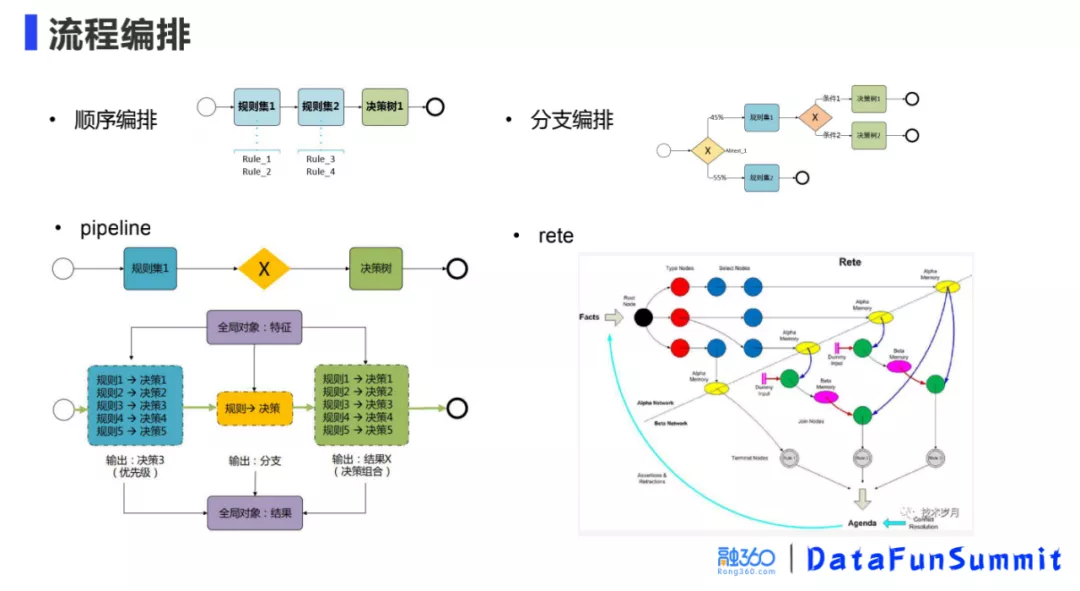 流程编排
• 顺序编排
规则集1
规则集2
决策树1
Rule_1
Rule_2
Rule_3
Rule_4
• 分支编排
45%
55%
X
Abtest_1
规则集1
规则集2
X
条件1
条件2
决策树1
决策树2
• pipeline
规则集1
X
决策树
全局对象：特征
规则1 → 决策1
规则2 → 决策2
规则3 → 决策3
规则4 → 决策4
规则5 → 决策5
规则→ 决策
规则1 → 决策1
规则2 → 决策2
规则3 → 决策3
规则4 → 决策4
规则5 → 决策5
输出：决策3
（优先级）
输出：分支
输出：结果X
（决策组合）
全局对象：结果
• rete
Rete
Type Nodes
Select Nodes
Alpha
Memory
Root
Node
Facts
Alpha
Memory
Alpha
Memory
Dummy
Input
Beta
Memory
Alpha
Memory
Dummy
Input
Beta
Memory
Alpha Network
Beta Network
Join Nodes
Terminal Nodes
Assertions &
Retractions
Agenda
Conflict
Resolution
技术岁月
融360
Rong360.com
DataFunSummit